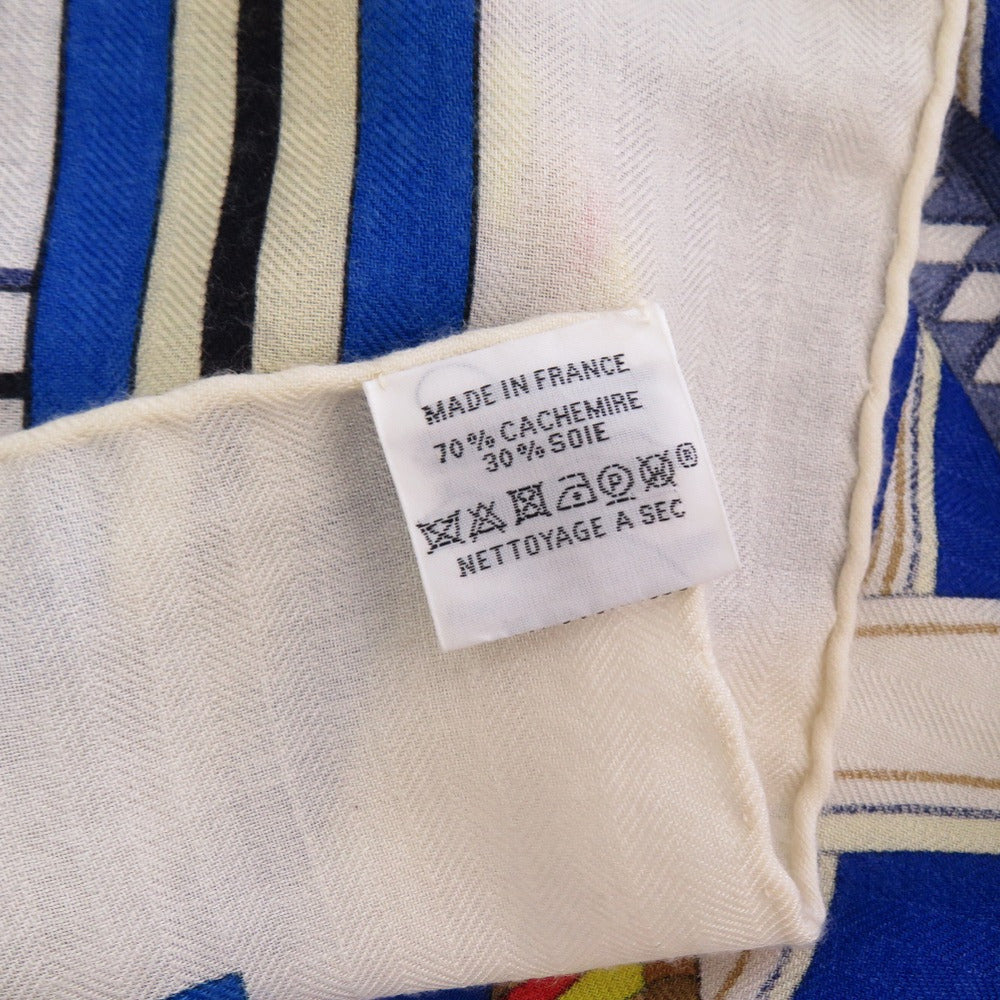 MADE IN FRANCE
70% CACHEMIRE
30% SOIE
P ®
NETTOYAGE A SEC